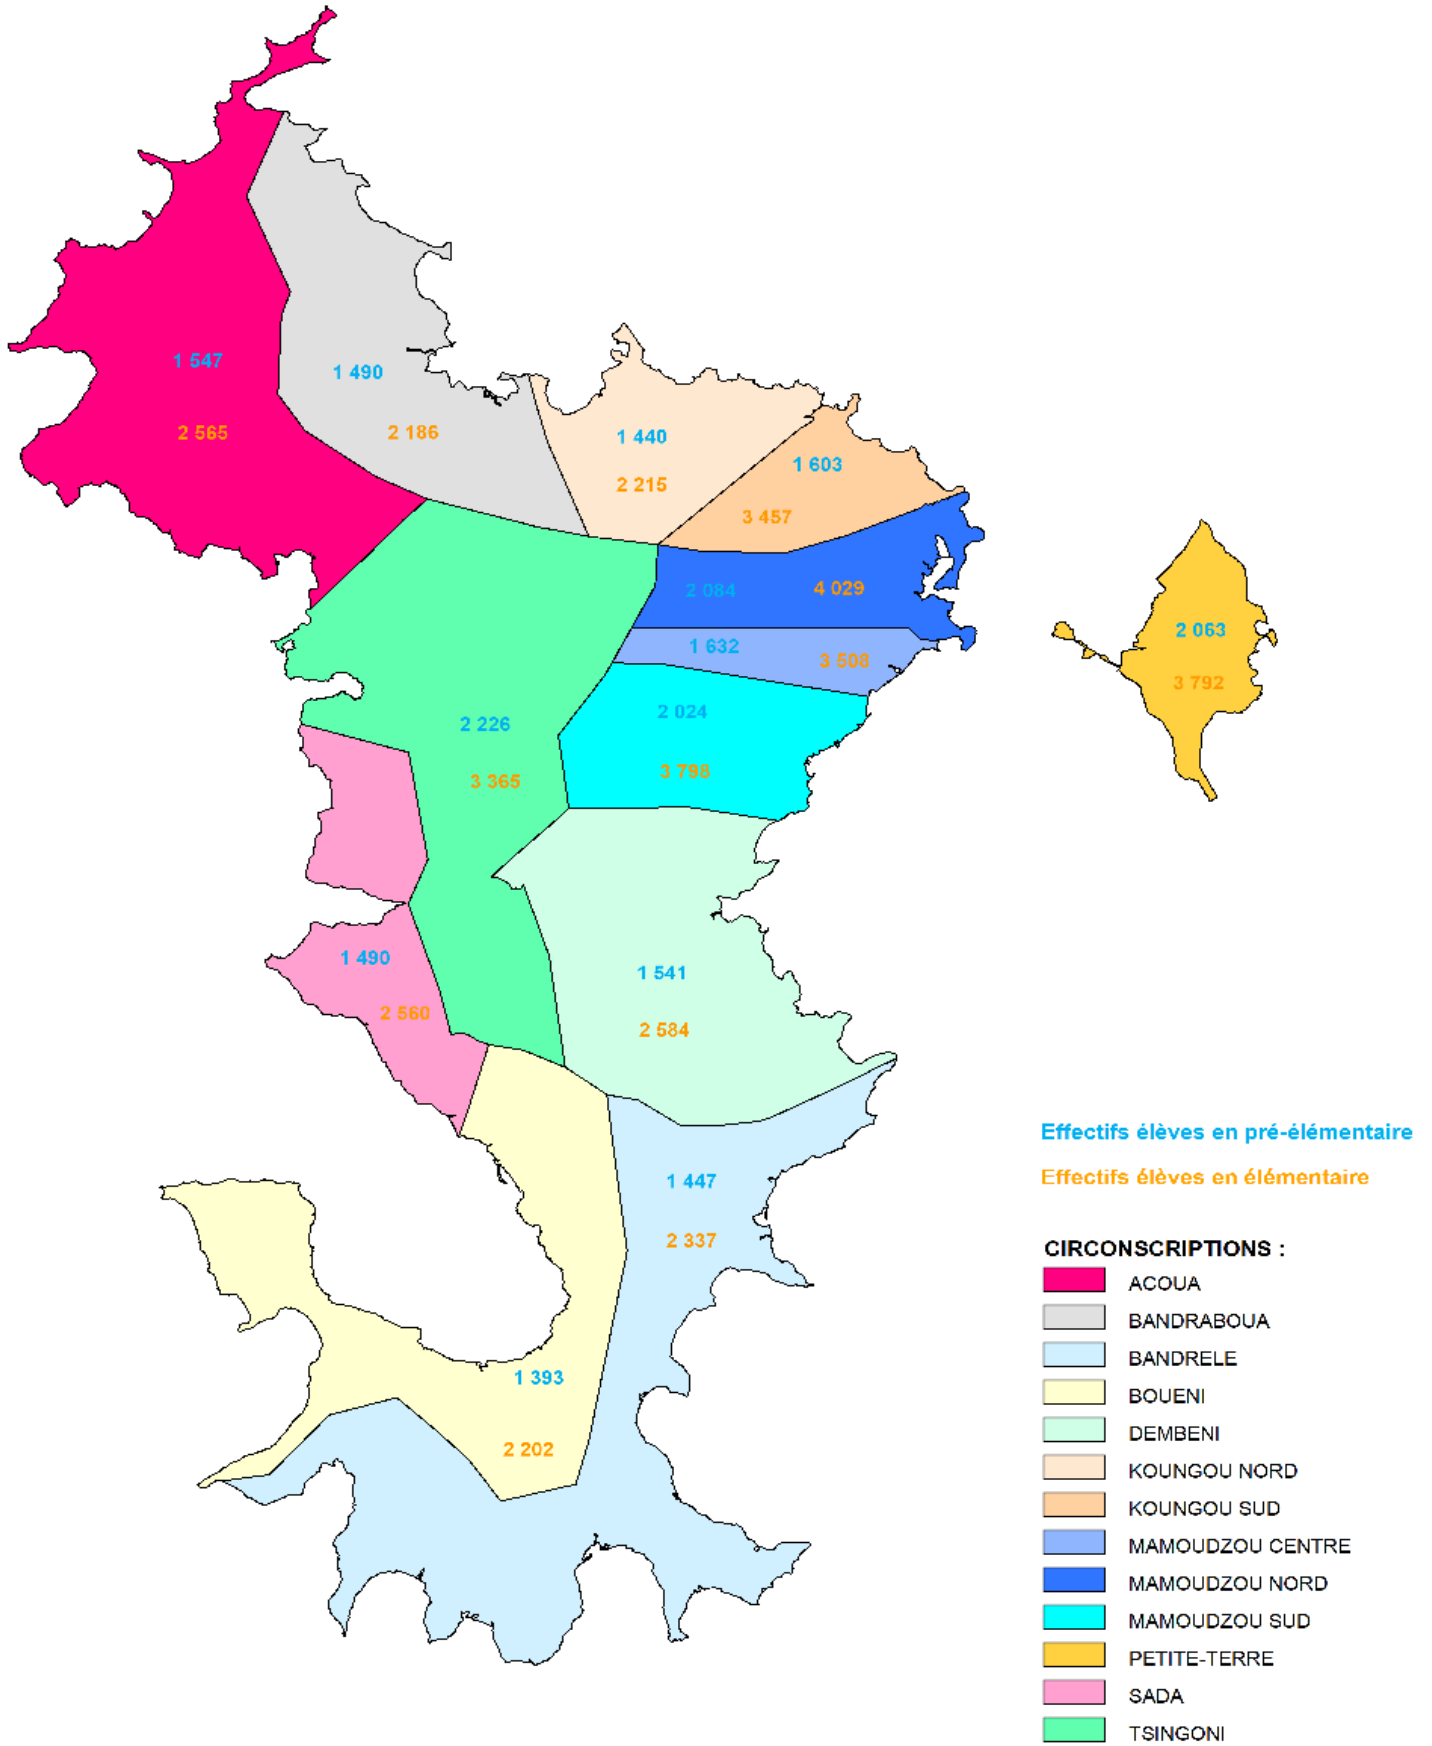 1 547
1 490
2 565
2 186
1 440
1 603
2 215
3 457
2 084
4 029
1 632
3 508
2 063
3 792
2 024
2 226
3 798
3 365
1 490
2 560
1 541
2 584
1 447
2 337
1 393
2 202
Effectifs élèves en pré-élémentaire
Effectifs élèves en élémentaire
CIRCONSCRIPTIONS :
ACOUA
BANDRABOUA
BANDRELE
BOUENI
DEMBENI
KOUNGOU NORD
KOUNGOU SUD
MAMOUDZOU CENTRE
MAMOUDZOU NORD
MAMOUDZOU SUD
PETITE-TERRE
SADA
TSINGONI